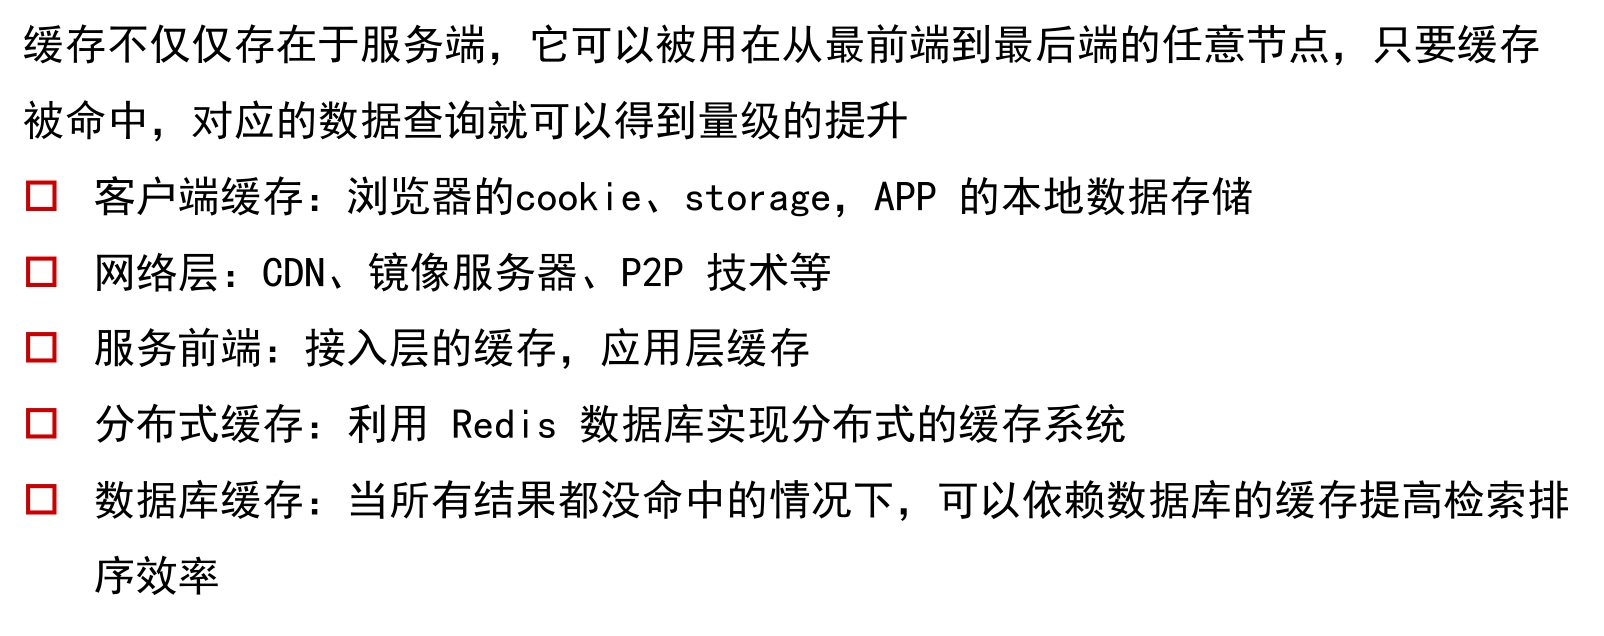 缓存不仅仅存在于服务端，它可以被用在从最前端到最后端的任意节点，只要缓存
被命中，对应的数据查询就可以得到量级的提升
客户端缓存：浏览器的cookie、storage，APP 的本地数据存储
网络层：CDN、镜像服务器、P2P 技术等
服务前端：接入层的缓存，应用层缓存
分布式缓存：利用 Redis 数据库实现分布式的缓存系统
数据库缓存：当所有结果都没命中的情况下，可以依赖数据库的缓存提高检索排
序效率